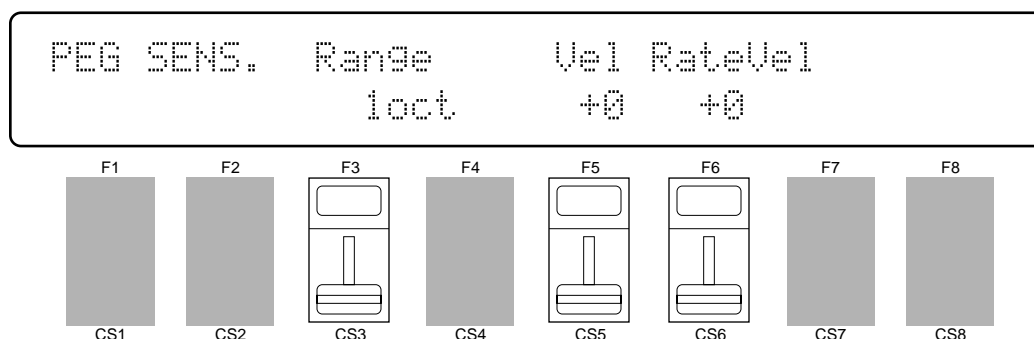 PEG SENS. Range Vel RateVel
1oct +0 +0
F1 F2 F3 F4 F5 F6 F7 F8
CS1 CS2 CS3 CS4 CS5 CS6 CS7 CS8